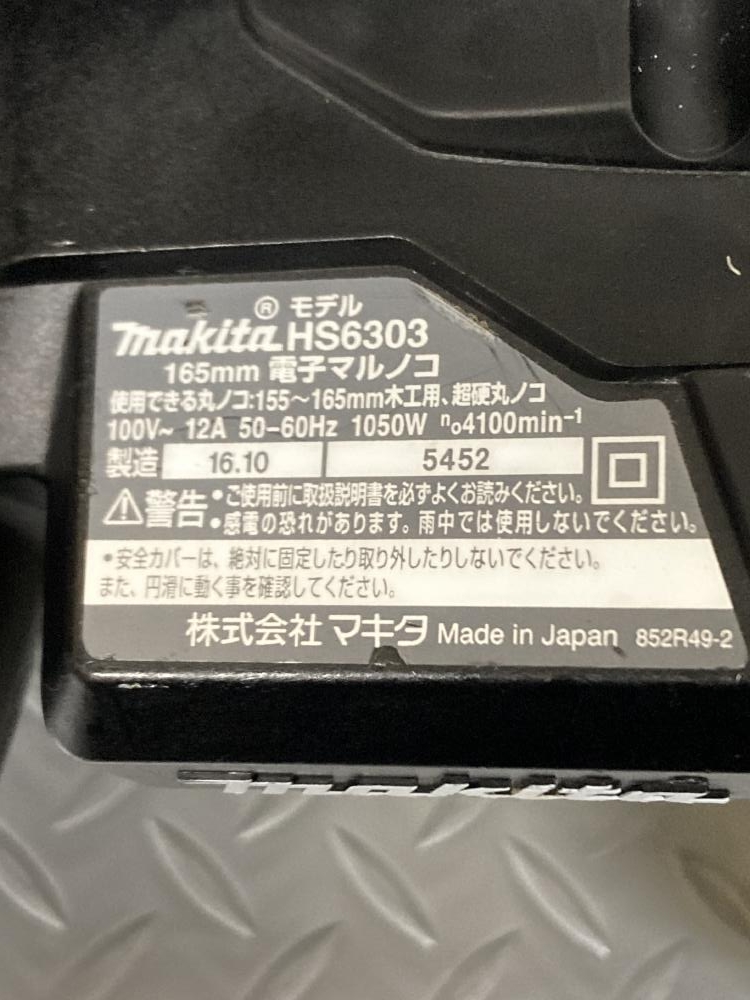 ® モデル
makita HS6303
165mm 電子マルノコ
使用できる丸ノコ:155～165mm木工用、超硬丸ノコ
100V~ 12A 50-60Hz 1050W n₀4100min⁻¹
製造 16.10 5452
⚠警告 •ご使用前に取扱説明書を必ずよくお読みください。
•感電の恐れがあります。雨中では使用しないでください。
•安全カバーは、絶対に固定したり取り外したりしないでください。
また、円滑に動く事を確認してください。
株式会社 マキタ Made in Japan 852R49-2
makita